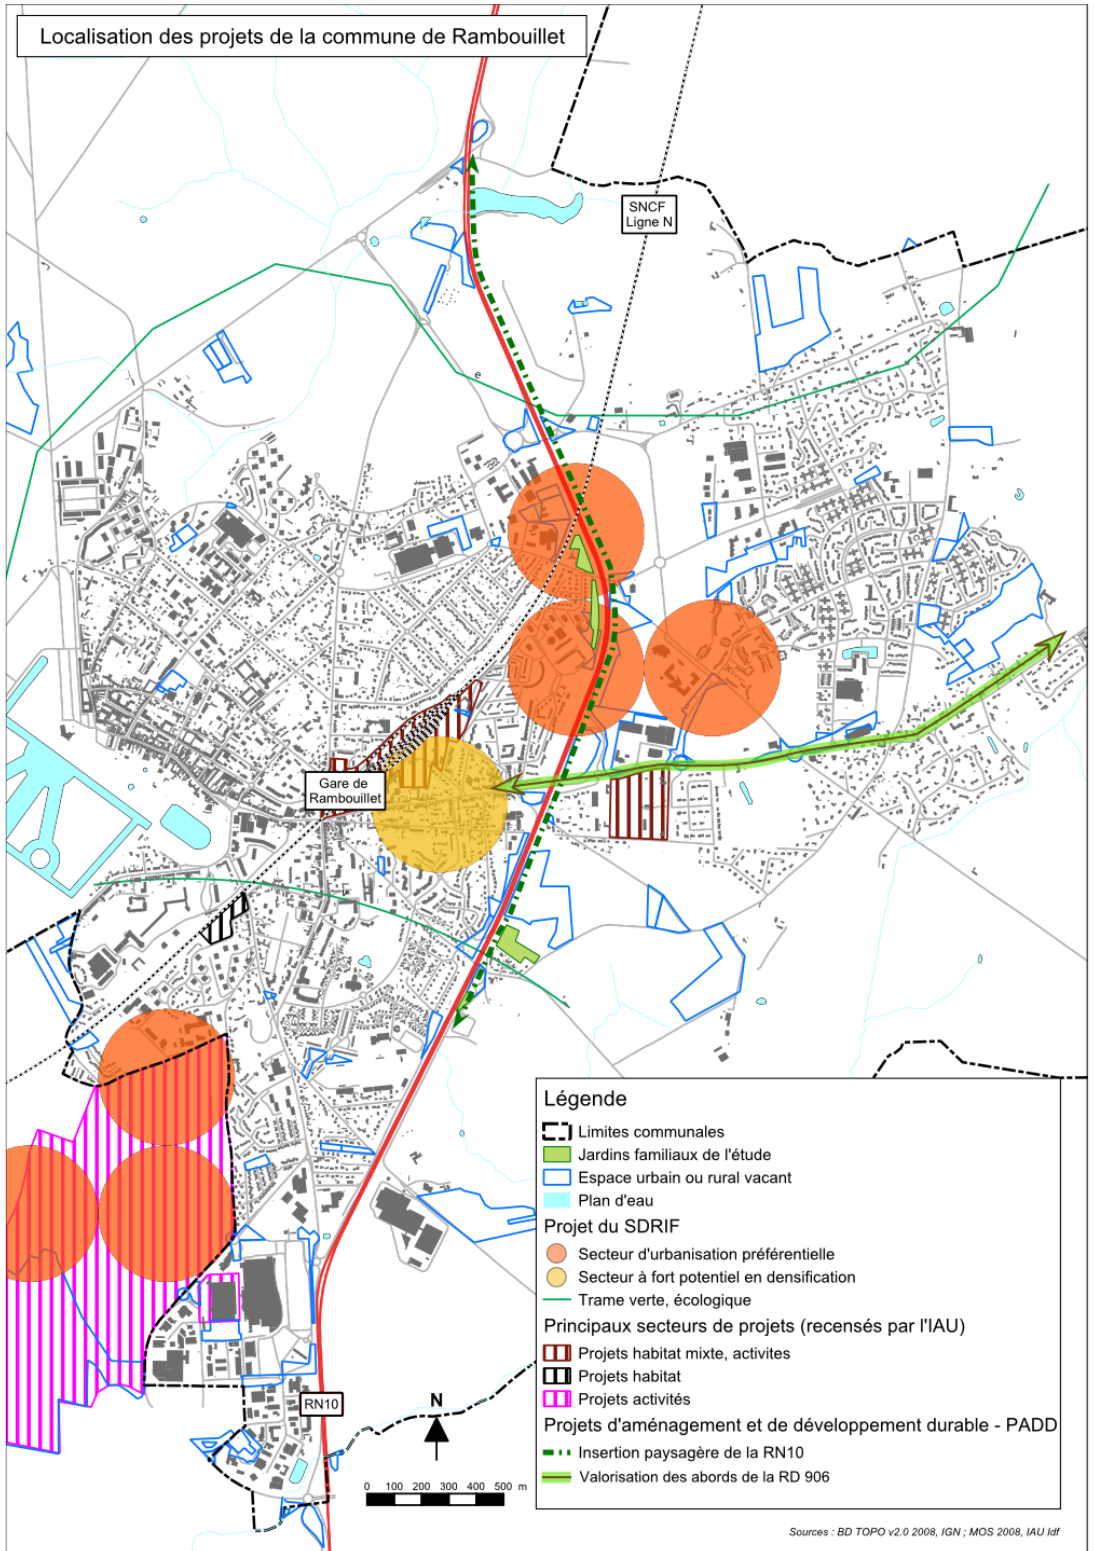 Localisation des projets de la commune de Rambouillet
SNCF
Ligne N
e
Gare de
Rambouillet
RN10
N
0 100 200 300 400 500 m
Légende
Limites communales
Jardins familiaux de l'étude
Espace urbain ou rural vacant
Plan d'eau
Projet du SDRIF
Secteur d'urbanisation préférentielle
Secteur à fort potentiel en densification
Trame verte, écologique
Principaux secteurs de projets (recensés par l'IAU)
Projets habitat mixte, activites
Projets habitat
Projets activités
Projets d'aménagement et de développement durable - PADD
Insertion paysagère de la RN10
Valorisation des abords de la RD 906
Sources : BD TOPO v2.0 2008, IGN ; MOS 2008, IAU Idf